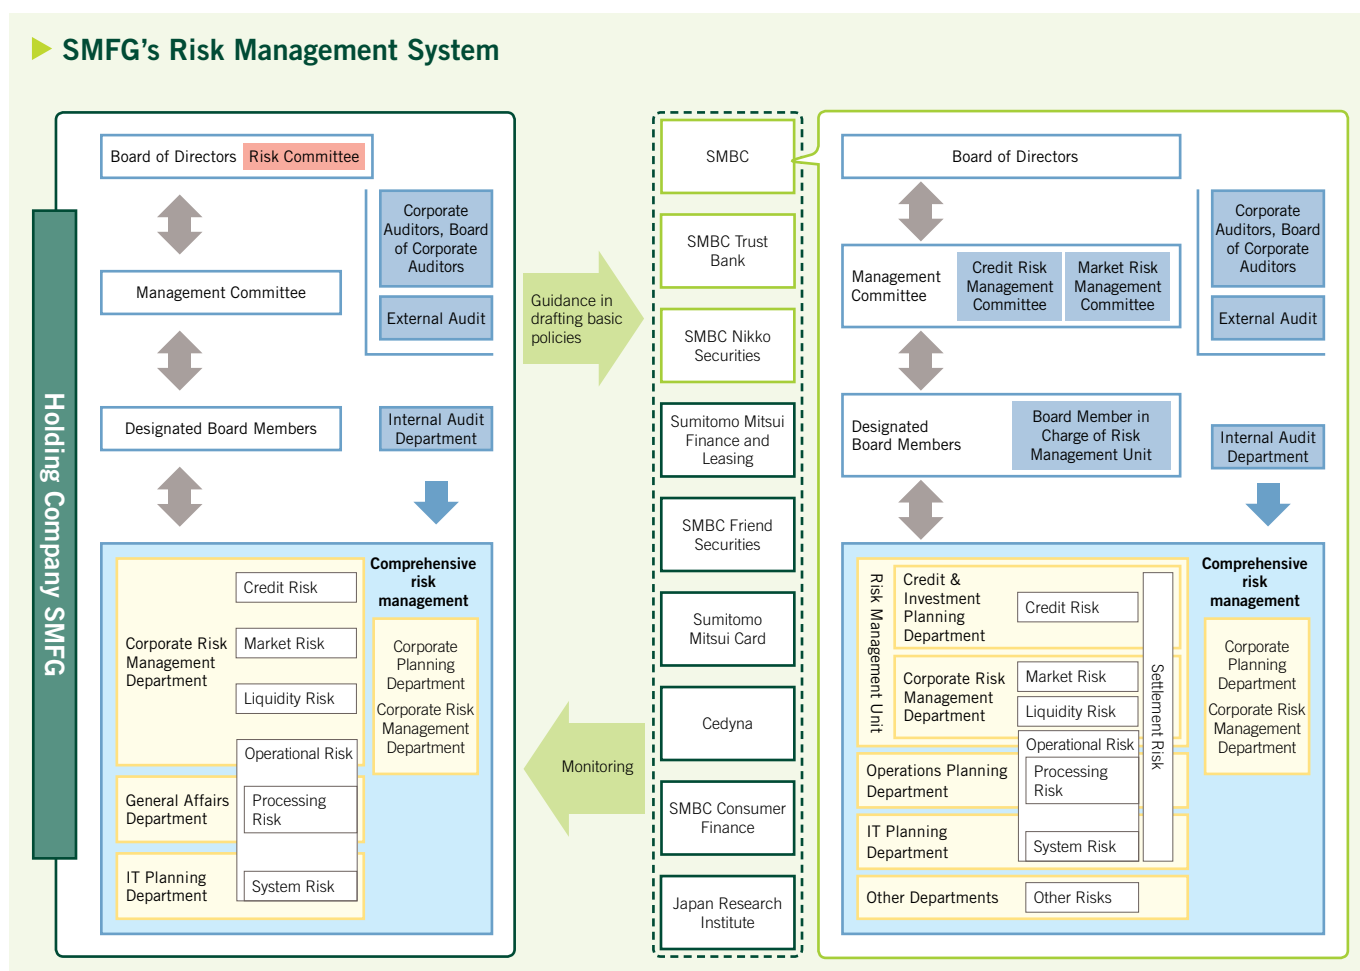 SMFG's Risk Management System
Holding Company SMFG
Board of Directors
Risk Committee
Corporate
Auditors, Board
of Corporate
Auditors
External Audit
Management Committee
Designated Board Members
Internal Audit
Department
Comprehensive
risk
management
Corporate Risk
Management
Department
Credit Risk
Market Risk
Liquidity Risk
Operational Risk
General Affairs
Department
Processing
Risk
IT Planning
Department
System Risk
Corporate
Planning
Department
Corporate Risk
Management
Department
Guidance in
drafting basic
policies
Monitoring
SMBC
SMBC Trust
Bank
SMBC Nikko
Securities
Sumitomo Mitsui
Finance and
Leasing
SMBC Friend
Securities
Sumitomo
Mitsui Card
Cedyna
SMBC Consumer
Finance
Japan Research
Institute
Board of Directors
Corporate
Auditors, Board
of Corporate
Auditors
External Audit
Management
Committee
Credit Risk
Management
Committee
Market Risk
Management
Committee
Designated
Board Members
Board Member in
Charge of Risk
Management Unit
Internal Audit
Department
Comprehensive
risk
management
Risk Management Unit
Credit &
Investment
Planning
Department
Credit Risk
Corporate Risk
Management
Department
Market Risk
Liquidity Risk
Operational Risk
Settlement Risk
Operations Planning
Department
Processing
Risk
IT Planning
Department
System Risk
Other Departments
Other Risks
Corporate
Planning
Department
Corporate Risk
Management
Department